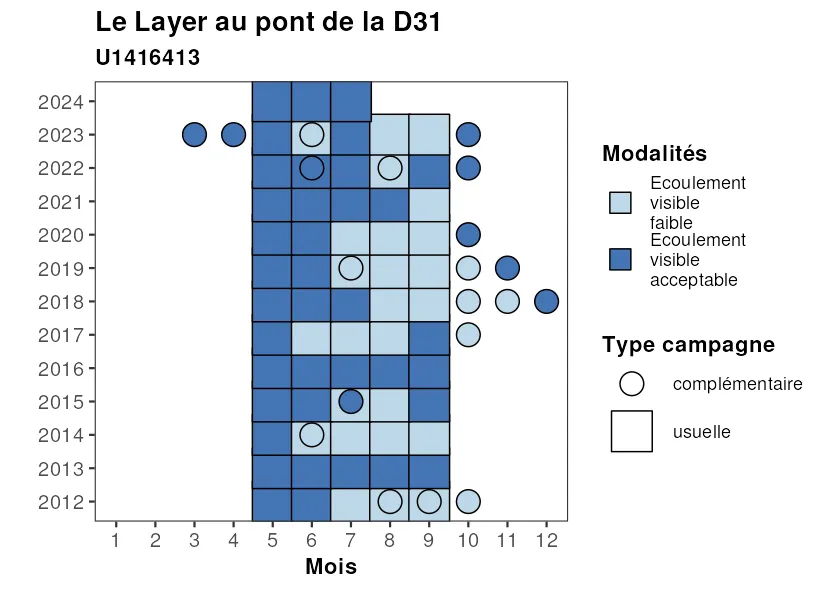 Le Layer au pont de la D31
U1416413
2024
2023
2022
2021
2020
2019
2018
2017
2016
2015
2014
2013
2012
1 2 3 4 5 6 7 8 9 10 11 12
Mois
Modalités
Ecoulement
visible
faible
Ecoulement
visible
acceptable
Type campagne
complémentaire
usuelle